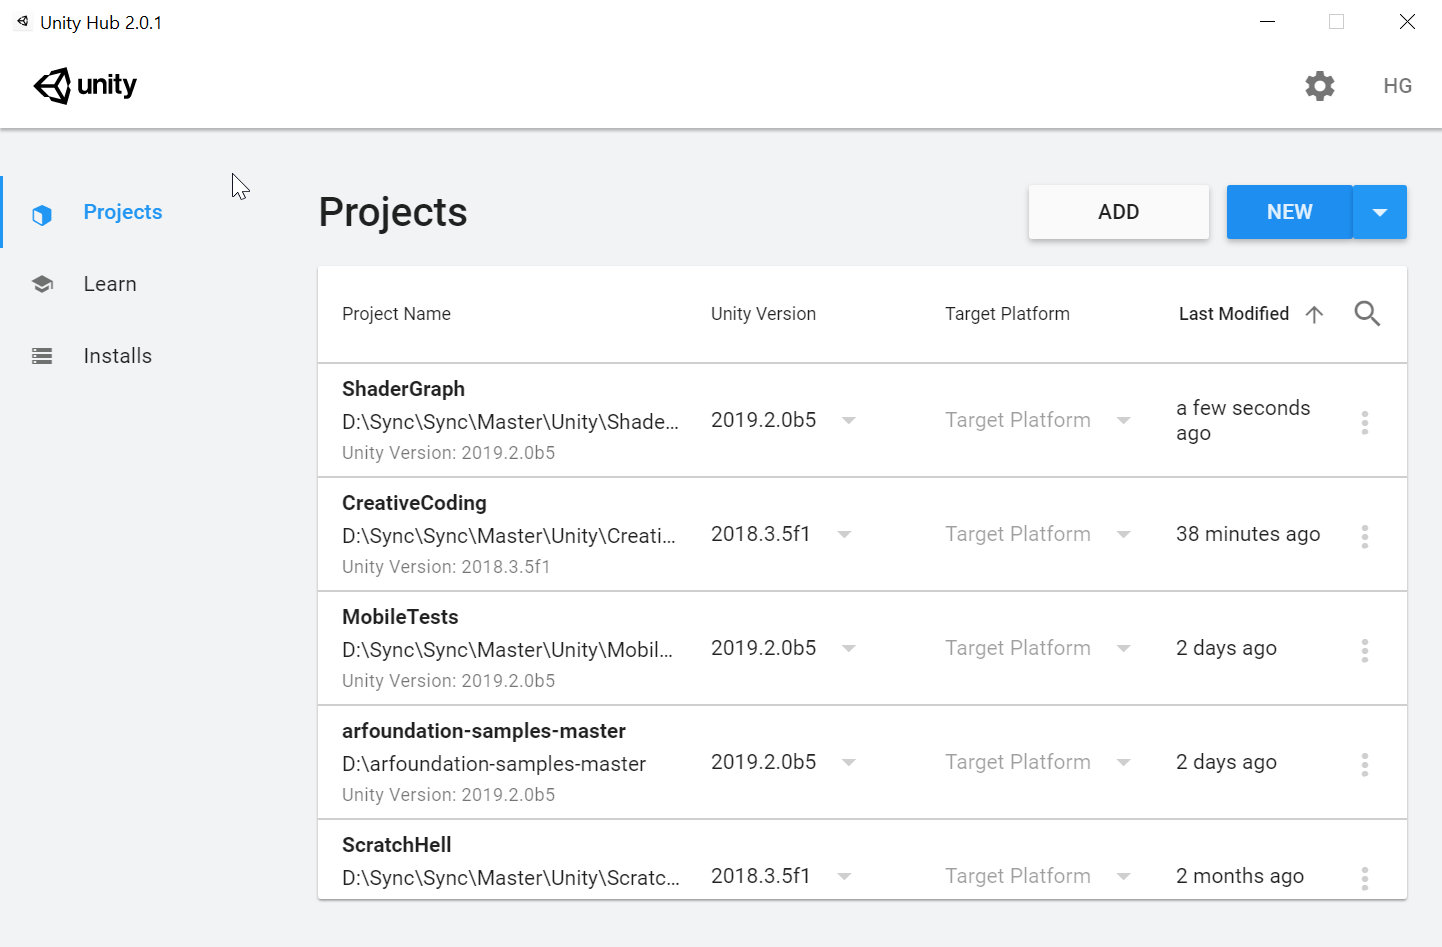 Unity Hub 2.0.1
unity
HG
Projects
Learn
Installs
Projects
ADD
NEW
Project Name Unity Version Target Platform Last Modified
ShaderGraph
D:\Sync\Sync\Master\Unity\Shade...
Unity Version: 2019.2.0b5
2019.2.0b5
Target Platform
a few seconds
ago
CreativeCoding
D:\Sync\Sync\Master\Unity\Creati...
Unity Version: 2018.3.5f1
2018.3.5f1
Target Platform
38 minutes ago
MobileTests
D:\Sync\Sync\Master\Unity\Mobil...
Unity Version: 2019.2.0b5
2019.2.0b5
Target Platform
2 days ago
arfoundation-samples-master
D:\arfoundation-samples-master
Unity Version: 2019.2.0b5
2019.2.0b5
Target Platform
2 days ago
ScratchHell
D:\Sync\Sync\Master\Unity\Scratc...
2018.3.5f1
Target Platform
2 months ago